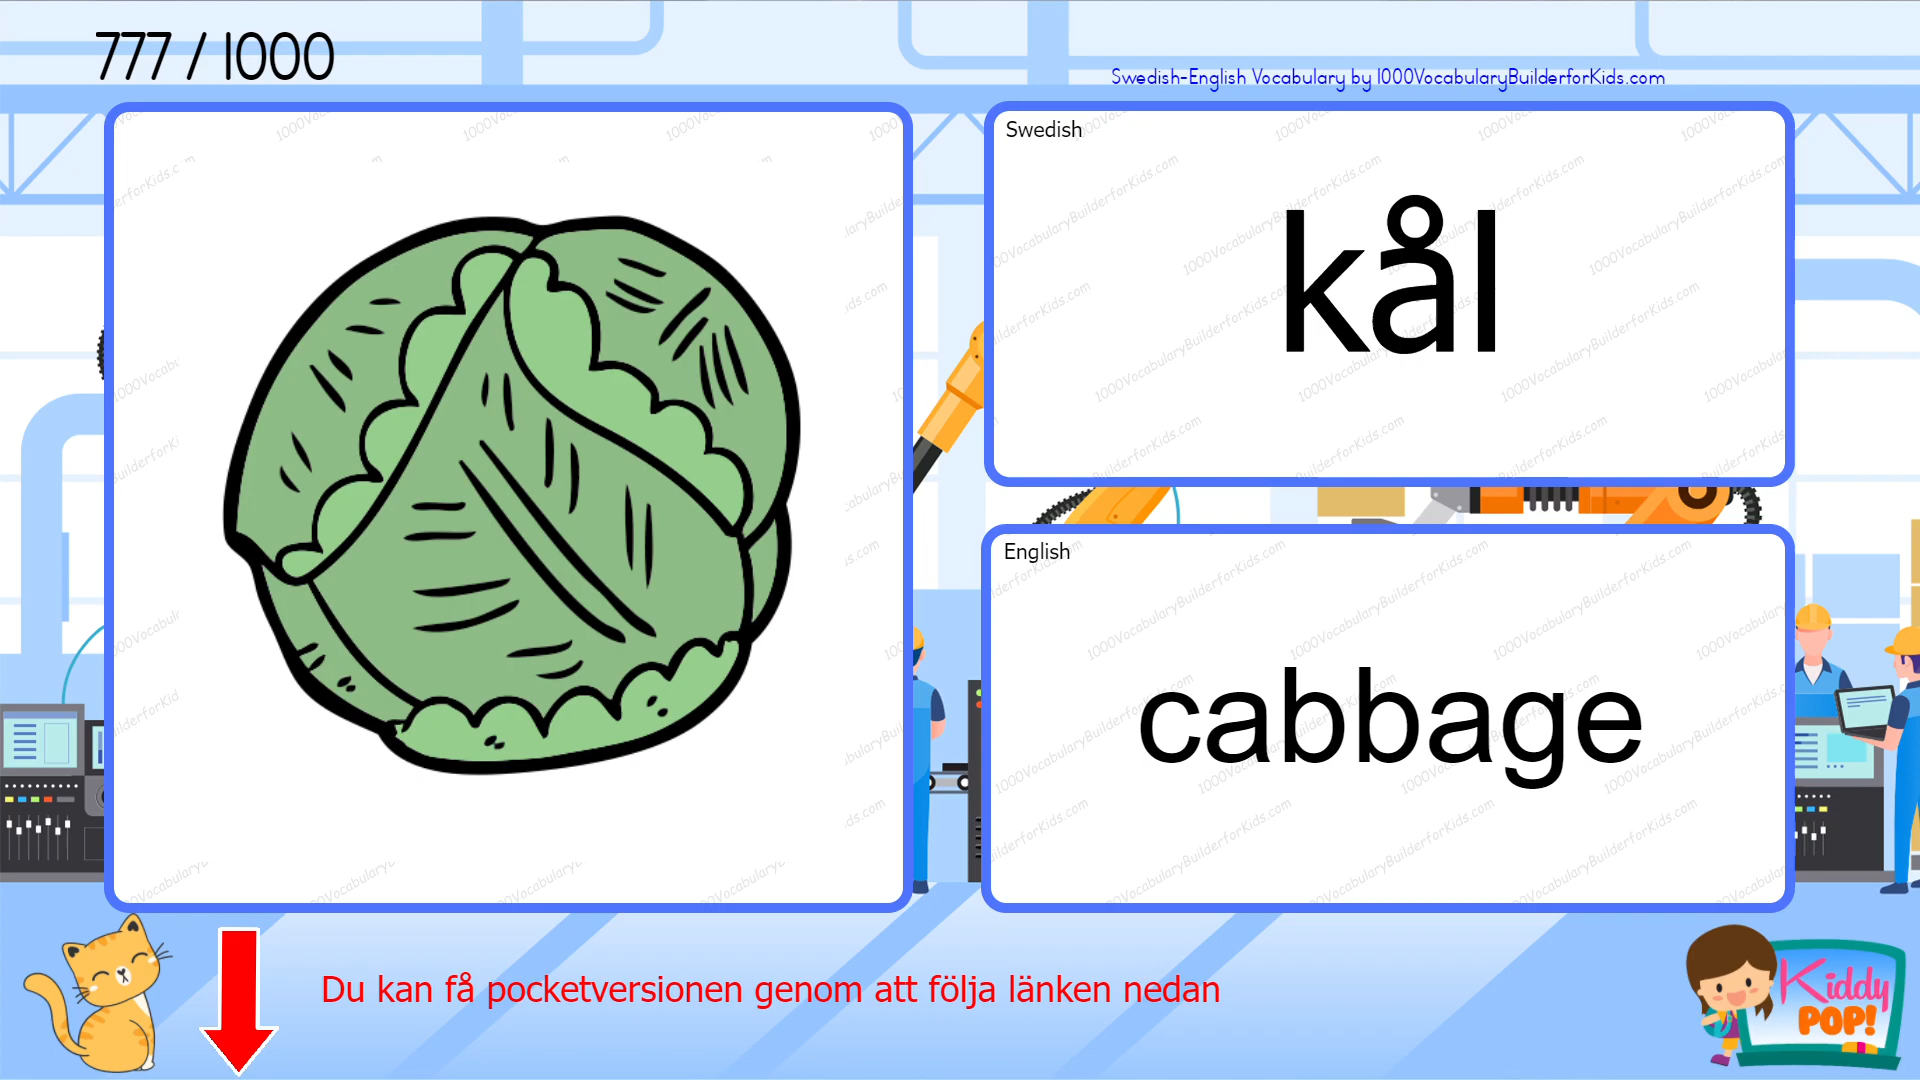 777 / 1000
Swedish-English Vocabulary by 1000VocabularyBuilderforKids.com
Swedish
kål
English
cabbage
Du kan få pocketversionen genom att följa länken nedan
Kiddy
POP!